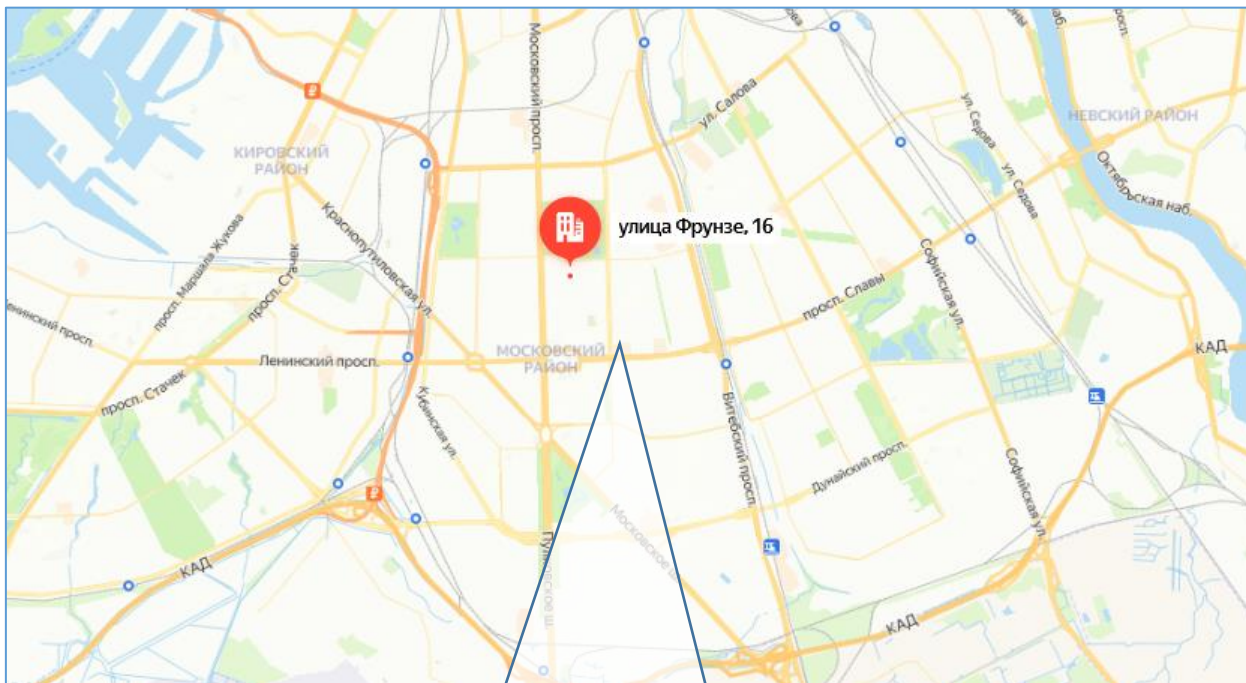 Московский просп.
ул. Салова
НЕВСКИЙ РАЙОН
ул. Седова
ул. Седова
Октябрьская наб.
КИРОВСКИЙ
РАЙОН
Краснопутиловская ул.
просп. Маршала Жукова
просп. Стачек
улица Фрунзе, 16
Софийская ул.
просп. Славы
Ленинский просп.
МОСКОВСКИЙ
РАЙОН
Ленинский просп.
просп. Стачек
КАД
Кубинская ул.
Витебский просп.
Дунайский просп.
Софийская ул.
Московское ш.
Пулковское ш.
КАД
КАД